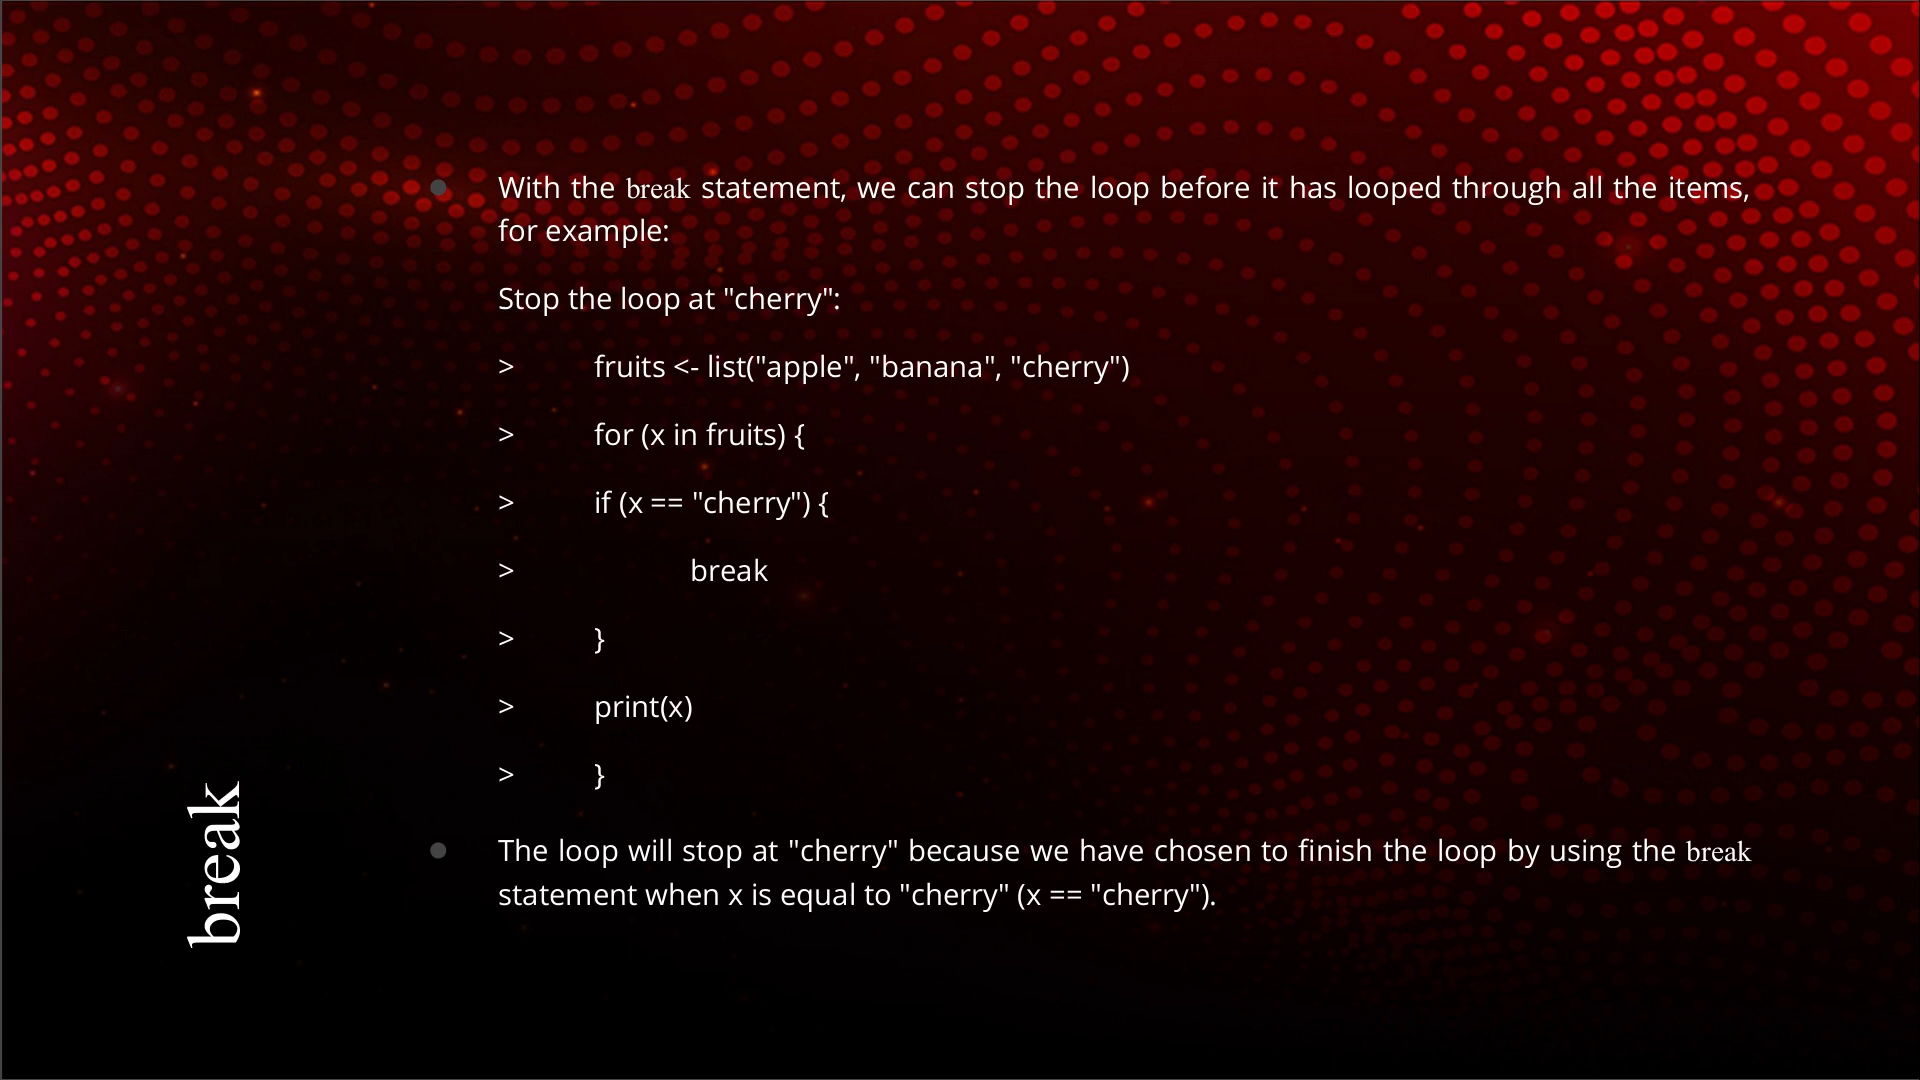 With the break statement, we can stop the loop before it has looped through all the items,
for example:
Stop the loop at "cherry":
> fruits <- list("apple", "banana", "cherry")
> for (x in fruits) {
> if (x == "cherry") {
> break
> }
> print(x)
> }
The loop will stop at "cherry" because we have chosen to finish the loop by using the break
statement when x is equal to "cherry" (x == "cherry").
break